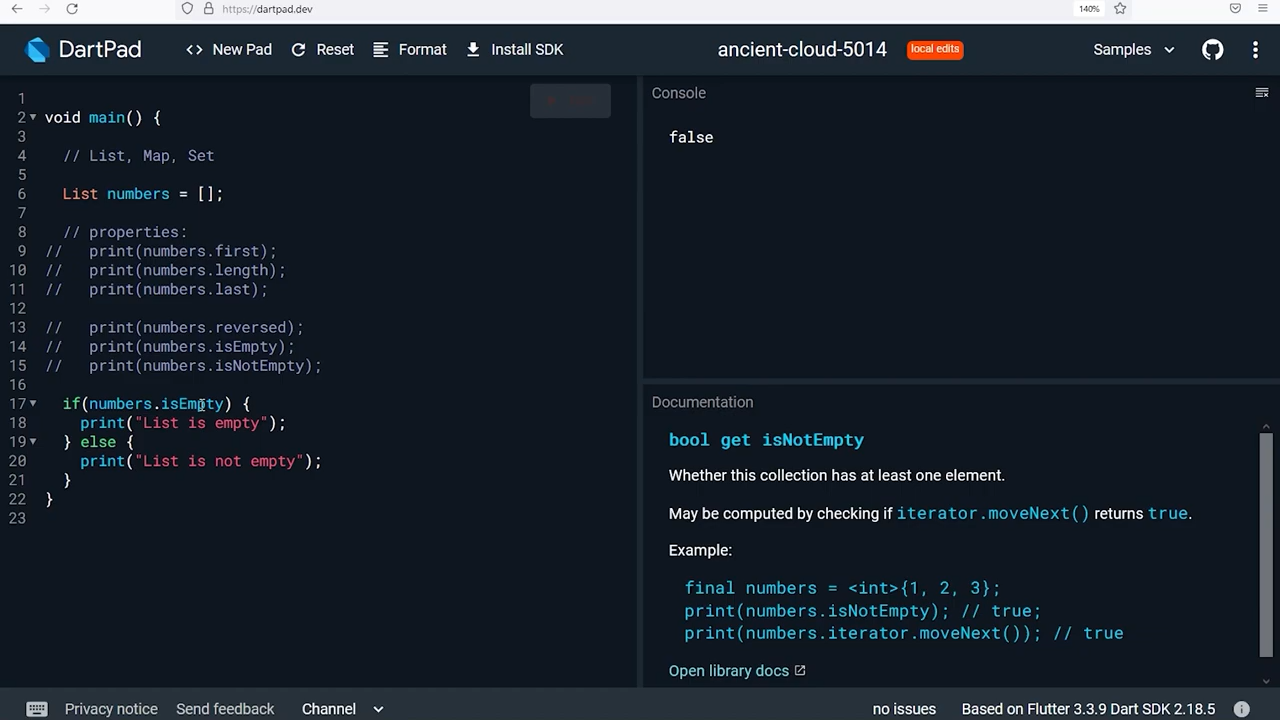 https://dartpad.dev
140%
DartPad
<> New Pad
Reset
Format
Install SDK
ancient-cloud-5014
local edits
Samples
1
2 void main() {
3
4 // List, Map, Set
5
6 List numbers = [];
7
8 // properties:
9 // print(numbers.first);
10 // print(numbers.length);
11 // print(numbers.last);
12
13 // print(numbers.reversed);
14 // print(numbers.isEmpty);
15 // print(numbers.isNotEmpty);
16
17 if(numbers.isEmpty) {
18 print("List is empty");
19 } else {
20 print("List is not empty");
21 }
22 }
23
Console
false
Documentation
bool get isNotEmpty
Whether this collection has at least one element.
May be computed by checking if iterator.moveNext() returns true.
Example:
final numbers = <int>{1, 2, 3};
print(numbers.isNotEmpty); // true;
print(numbers.iterator.moveNext()); // true
Open library docs
Privacy notice
Send feedback
Channel
no issues
Based on Flutter 3.3.9 Dart SDK 2.18.5